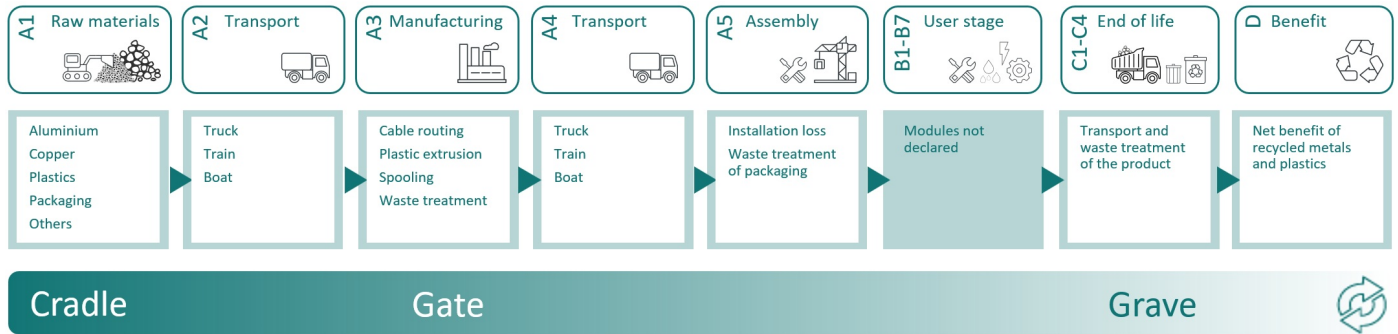 A1 Raw materials
A2 Transport
A3 Manufacturing
A4 Transport
A5 Assembly
B1-B7 User stage
C1-C4 End of life
D Benefit
Aluminium
Copper
Plastics
Packaging
Others
Truck
Train
Boat
Cable routing
Plastic extrusion
Spooling
Waste treatment
Truck
Train
Boat
Installation loss
Waste treatment
of packaging
Modules not
declared
Transport and
waste treatment
of the product
Net benefit of
recycled metals
and plastics
Cradle
Gate
Grave